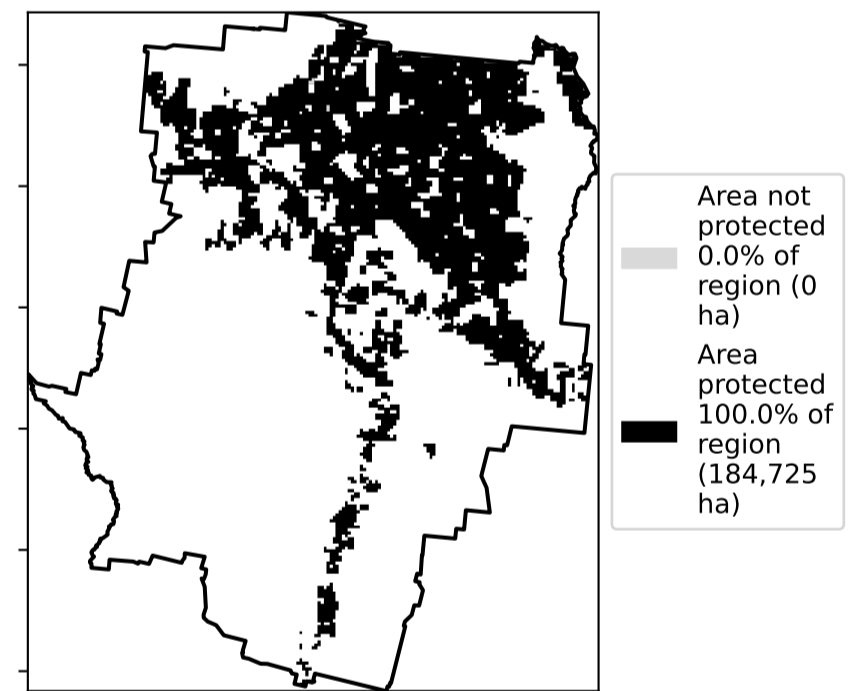 Area not
protected
0.0% of
region (0
ha)
Area
protected
100.0% of
region
(184,725
ha)